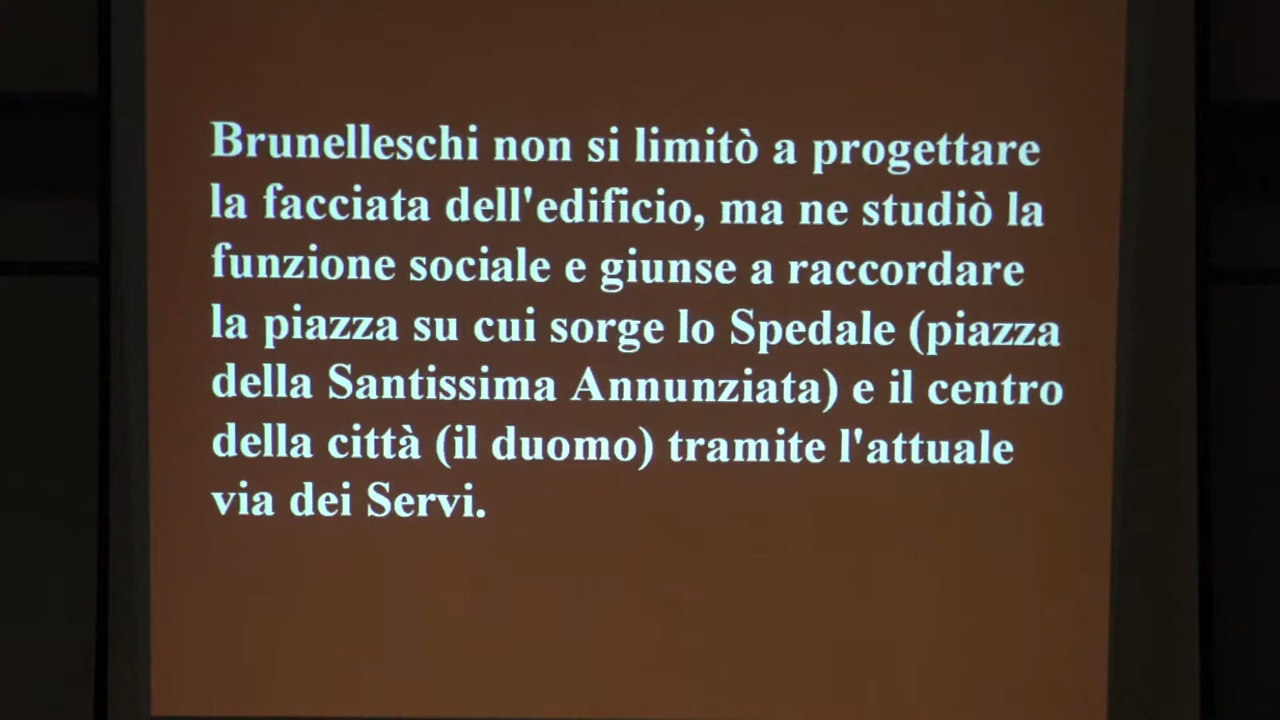 Brunelleschi non si limitò a progettare
la facciata dell'edificio, ma ne studiò la
funzione sociale e giunse a raccordare
la piazza su cui sorge lo Spedale (piazza
della Santissima Annunziata) e il centro
della città (il duomo) tramite l'attuale
via dei Servi.